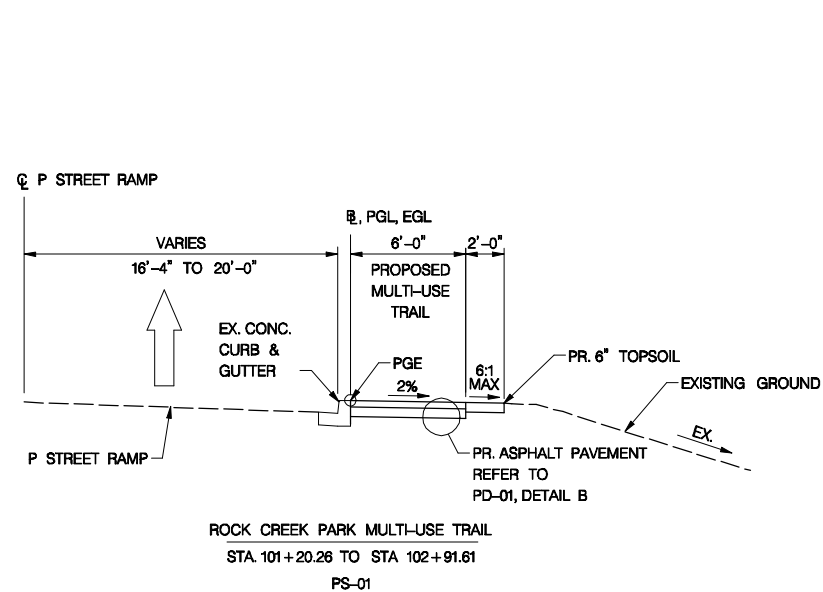 ℄ P STREET RAMP
BL, PGL, EGL
VARIES
16'-4" TO 20'-0"
6'-0"
2'-0"
PROPOSED
MULTI-USE
TRAIL
EX. CONC.
CURB &
GUTTER
PGE
2%
6:1
MAX
PR. 6" TOPSOIL
EXISTING GROUND
EX.
P STREET RAMP
PR. ASPHALT PAVEMENT
REFER TO
PD-01, DETAIL B
ROCK CREEK PARK MULTI-USE TRAIL
STA. 101+20.26 TO STA 102+91.61
PS-01